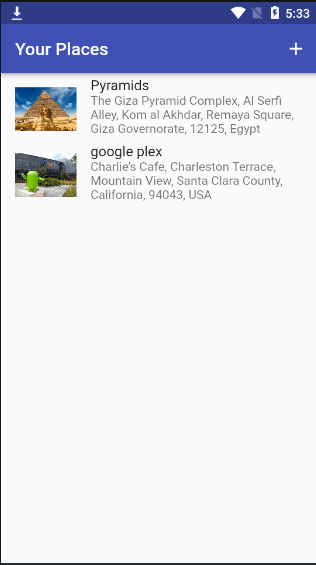 5:33
Your Places
Pyramids
The Giza Pyramid Complex, Al Serfi
Alley, Kom al Akhdar, Remaya Square,
Giza Governorate, 12125, Egypt
google plex
Charlie's Cafe, Charleston Terrace,
Mountain View, Santa Clara County,
California, 94043, USA